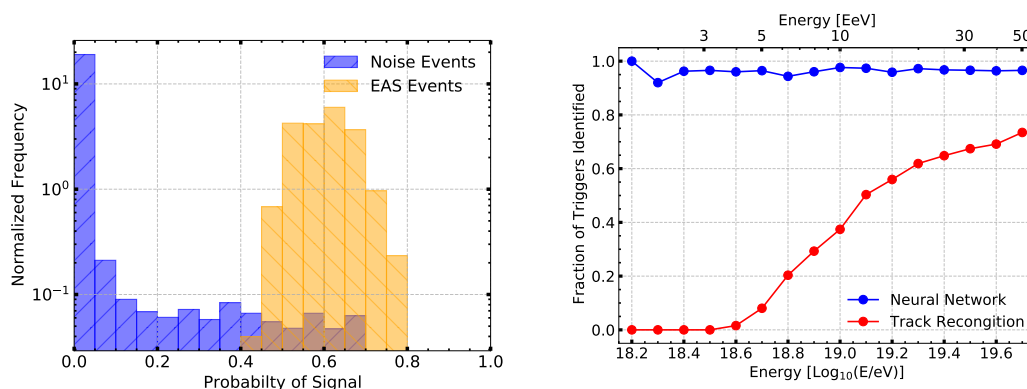 Noise Events
EAS Events
10¹
10⁰
10⁻¹
Normalized Frequency
0.0 0.2 0.4 0.6 0.8 1.0
Probabilty of Signal
Energy [EeV]
3 5 10 30 50
1.0
0.8
0.6
0.4
0.2
0.0
Fraction of Triggers Identified
Neural Network
Track Recongition
18.2 18.4 18.6 18.8 19.0 19.2 19.4 19.6
Energy [Log₁₀(E/eV)]